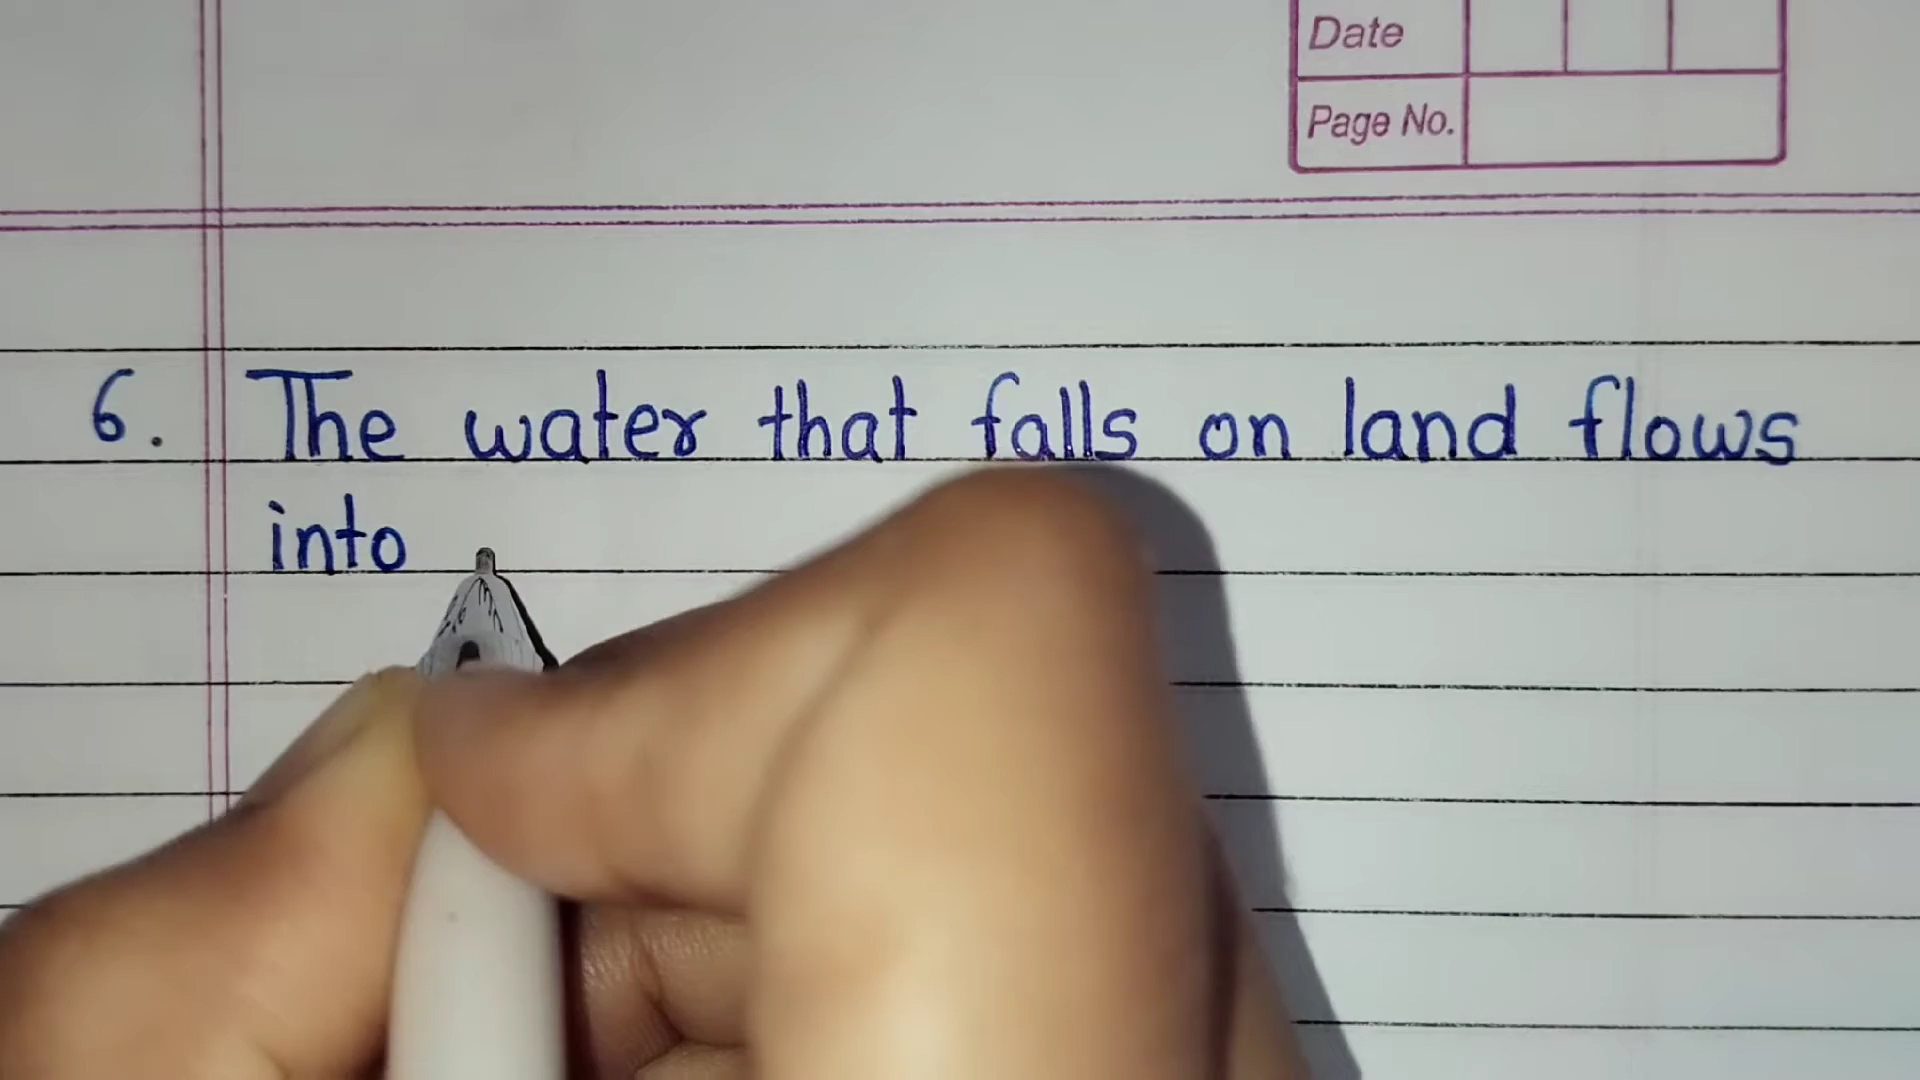 Date
Page No.
6. The water that falls on land flows
into